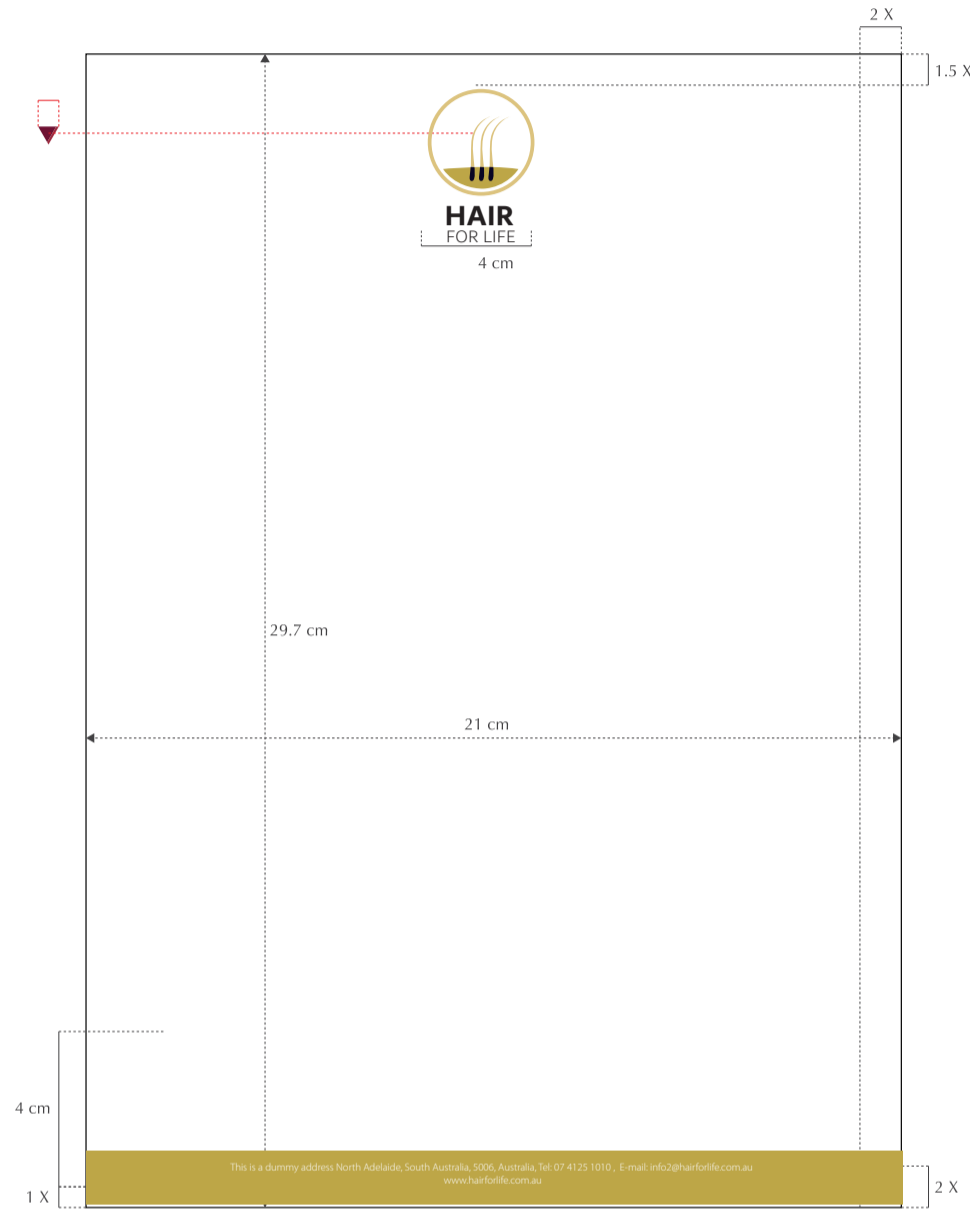 2 X
1.5 X
HAIR
FOR LIFE
4 cm
29.7 cm
21 cm
4 cm
This is a dummy address North Adelaide, South Australia, 5006, Australia, Tel: 07 4125 1010 , E-mail: info2@hairforlife.com.au
www.hairforlife.com.au
1 X
2 X